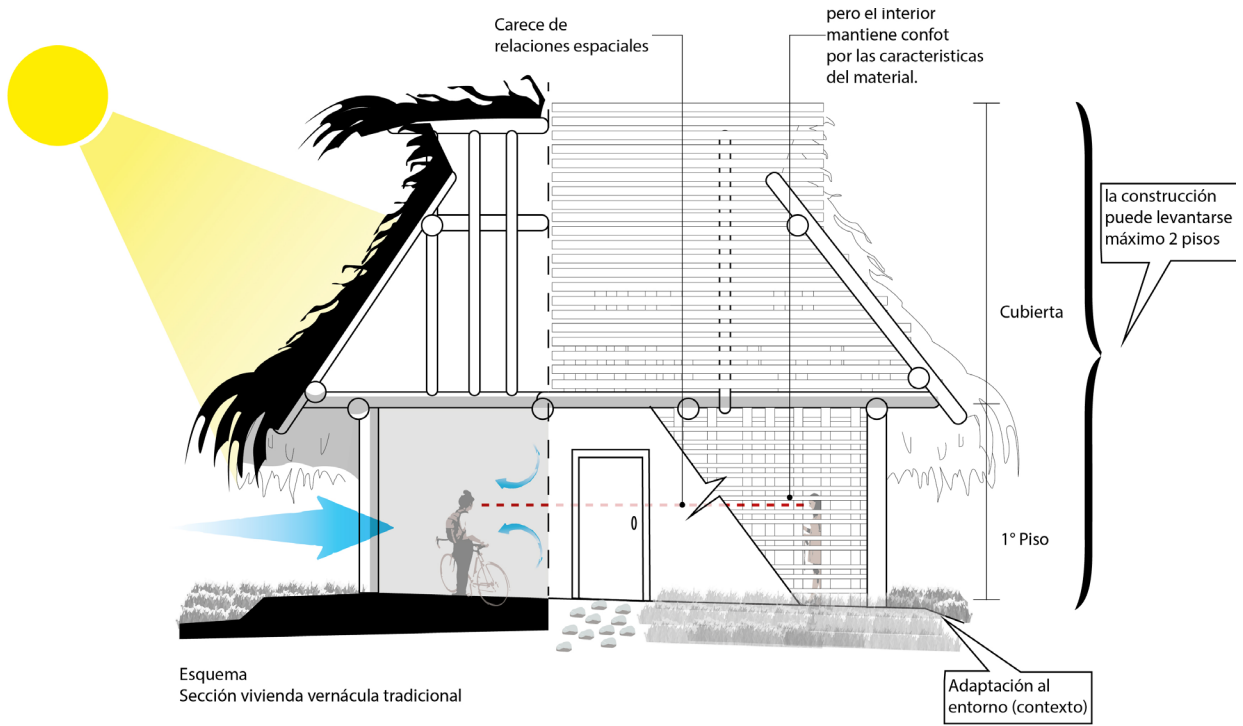 Carece de
relaciones espaciales
pero el interior
mantiene confot
por las caracteristicas
del material.
la construcción
puede levantarse
máximo 2 pisos
Cubierta
1° Piso
Adaptación al
entorno (contexto)
Esquema
Sección vivienda vernácula tradicional